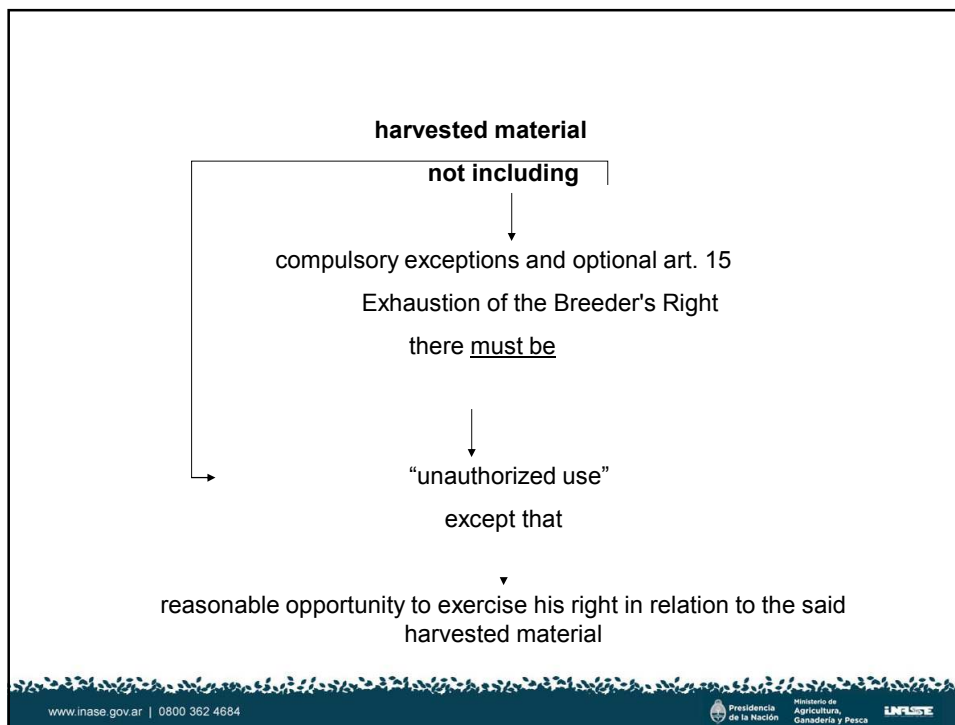 harvested material
not including
compulsory exceptions and optional art. 15
Exhaustion of the Breeder's Right
there must be
“unauthorized use”
except that
reasonable opportunity to exercise his right in relation to the said
harvested material
www.inase.gov.ar | 0800 362 4684
Presidencia
de la Nación
Ministerio de
Agricultura,
Ganadería y Pesca
INASE